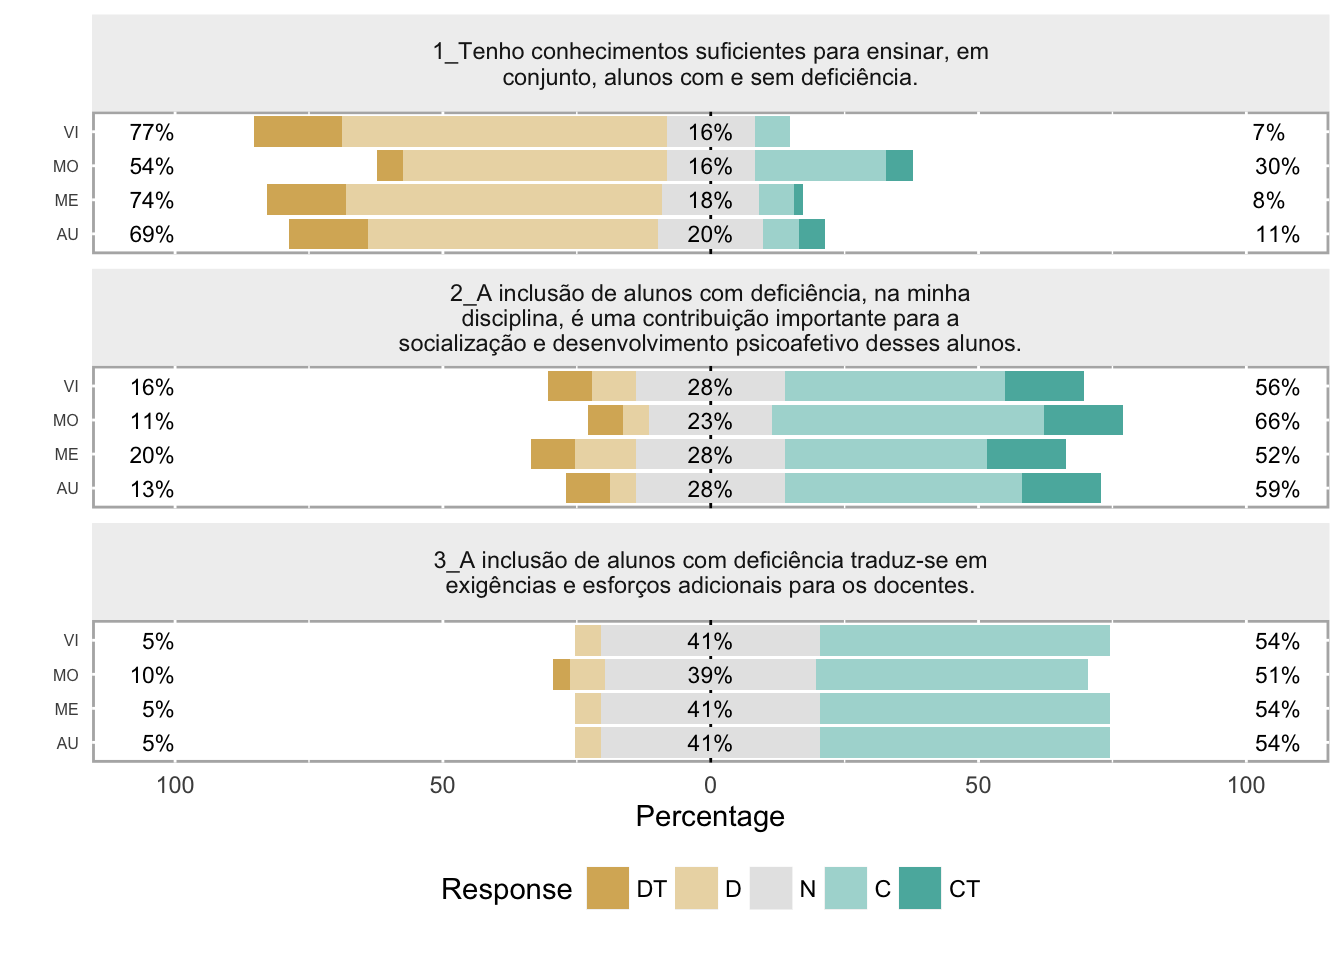 1_Tenho conhecimentos suficientes para ensinar, em
conjunto, alunos com e sem deficiência.
VI 77% 16% 7%
MO 54% 16% 30%
ME 74% 18% 8%
AU 69% 20% 11%
2_A inclusão de alunos com deficiência, na minha
disciplina, é uma contribuição importante para a
socialização e desenvolvimento psicoafetivo desses alunos.
VI 16% 28% 56%
MO 11% 23% 66%
ME 20% 28% 52%
AU 13% 28% 59%
3_A inclusão de alunos com deficiência traduz-se em
exigências e esforços adicionais para os docentes.
VI 5% 41% 54%
MO 10% 39% 51%
ME 5% 41% 54%
AU 5% 41% 54%
100 50 0 50 100
Percentage
Response DT D N C CT